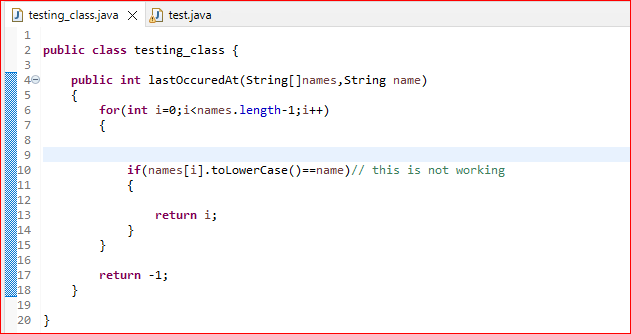 testing_class.java test.java
1
2 public class testing_class {
3
4 public int lastOccuredAt(String[]names,String name)
5 {
6 for(int i=0;i<names.length-1;i++)
7 {
8
9
10 if(names[i].toLowerCase()==name)// this is not working
11 {
12
13 return i;
14 }
15 }
16
17 return -1;
18 }
19
20 }